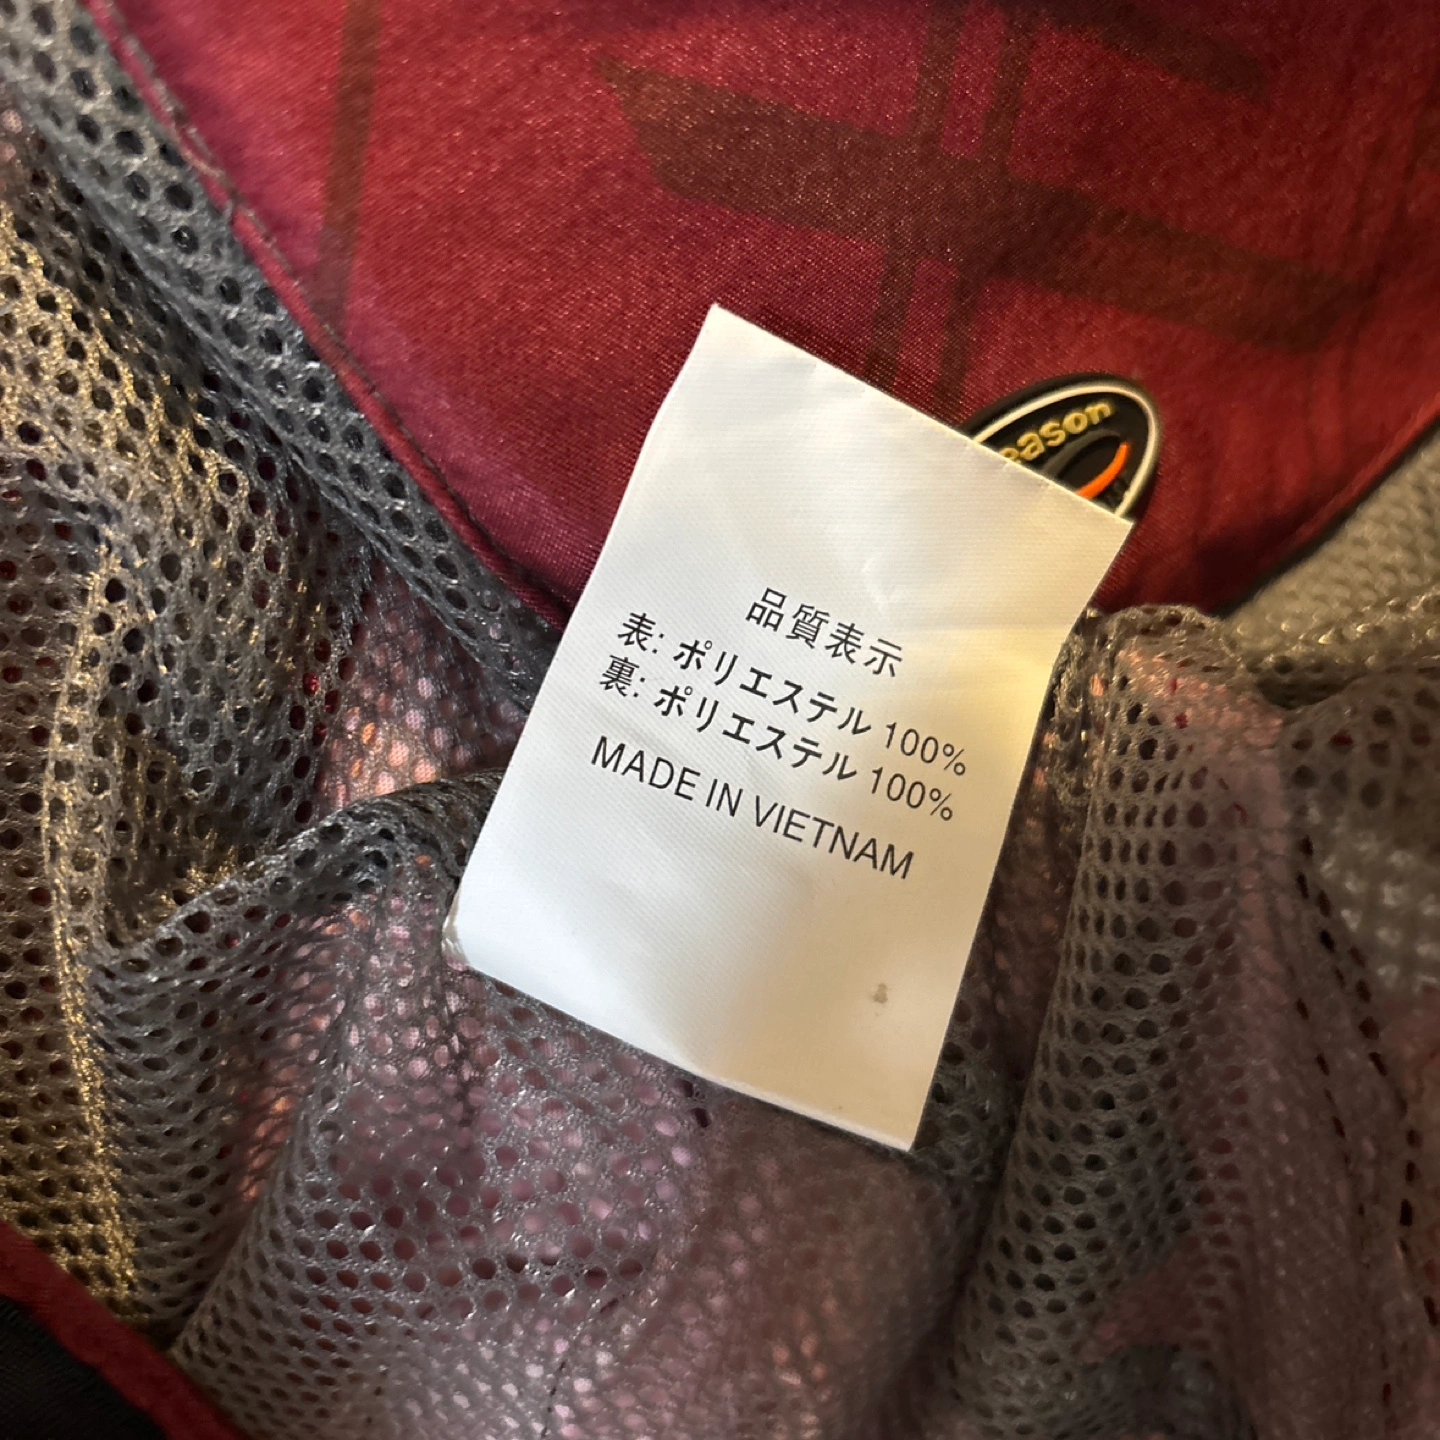 eason
品質表示
表: ポリエステル 100%
裏: ポリエステル 100%
MADE IN VIETNAM